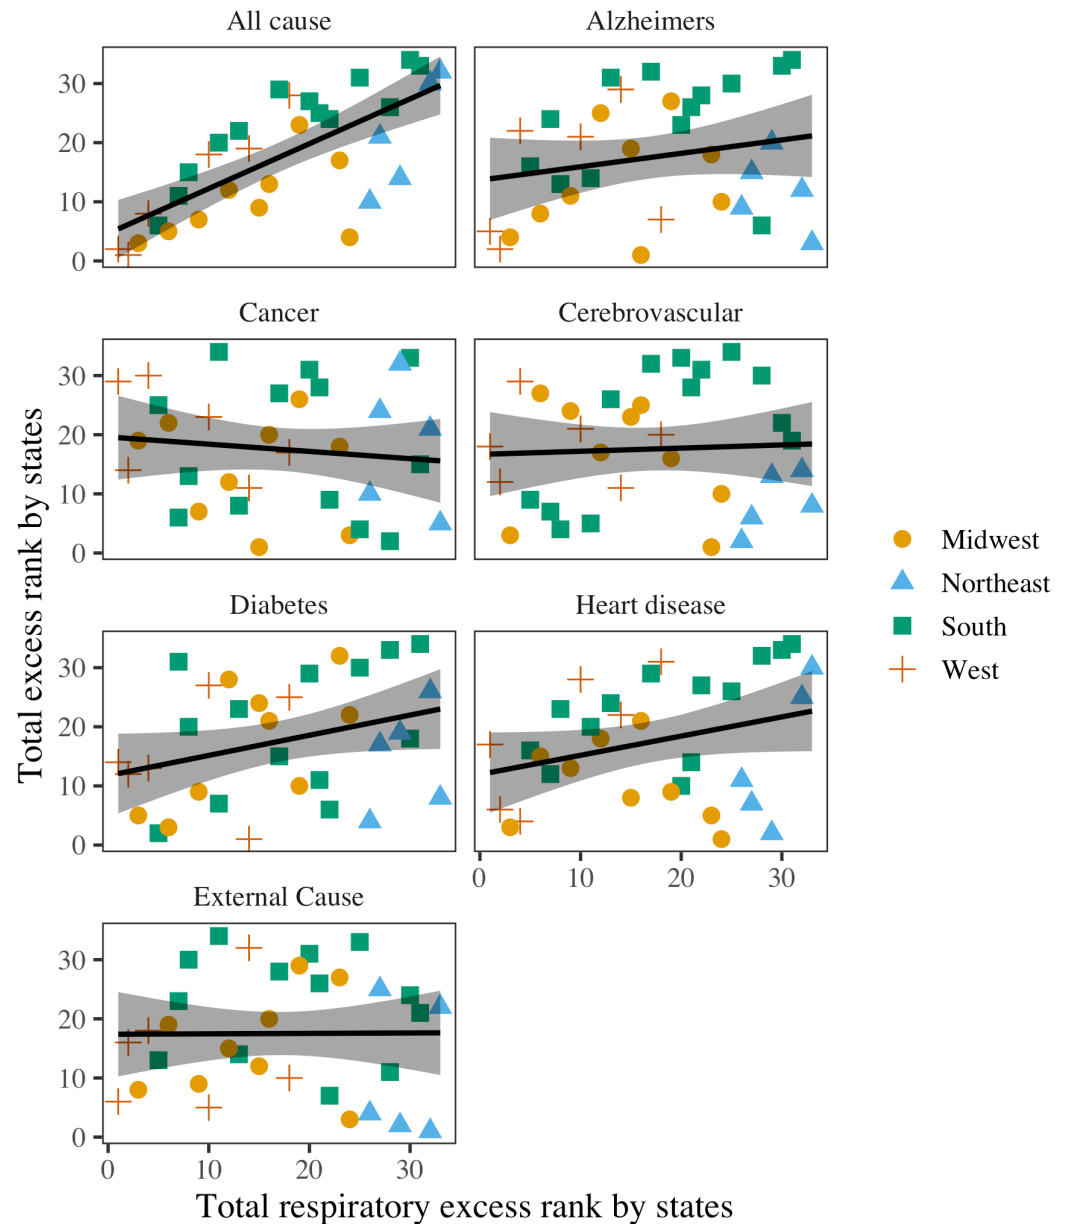 All cause
Alzheimers
30
20
10
0
Cancer
Cerebrovascular
30
20
10
0
Diabetes
Heart disease
30
20
10
0
0 10 20 30
External Cause
30
20
10
0
0 10 20 30
Total respiratory excess rank by states
Total excess rank by states
Midwest
Northeast
South
West